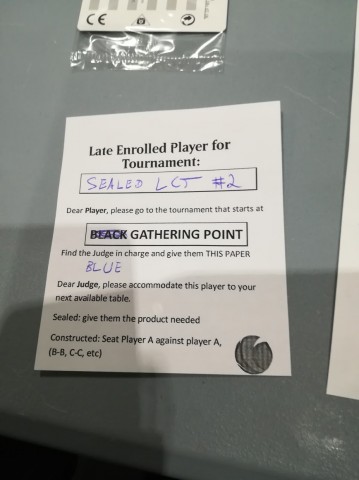 CE
Late Enrolled Player for
Tournament:
SEALED LCT #2
Dear Player, please go to the tournament that starts at
BLACK GATHERING POINT
Find the Judge in charge and give them THIS PAPER
BLUE
Dear Judge, please accommodate this player to your
next available table.
Sealed: give them the product needed
Constructed: Seat Player A against player A,
(B-B, C-C, etc)